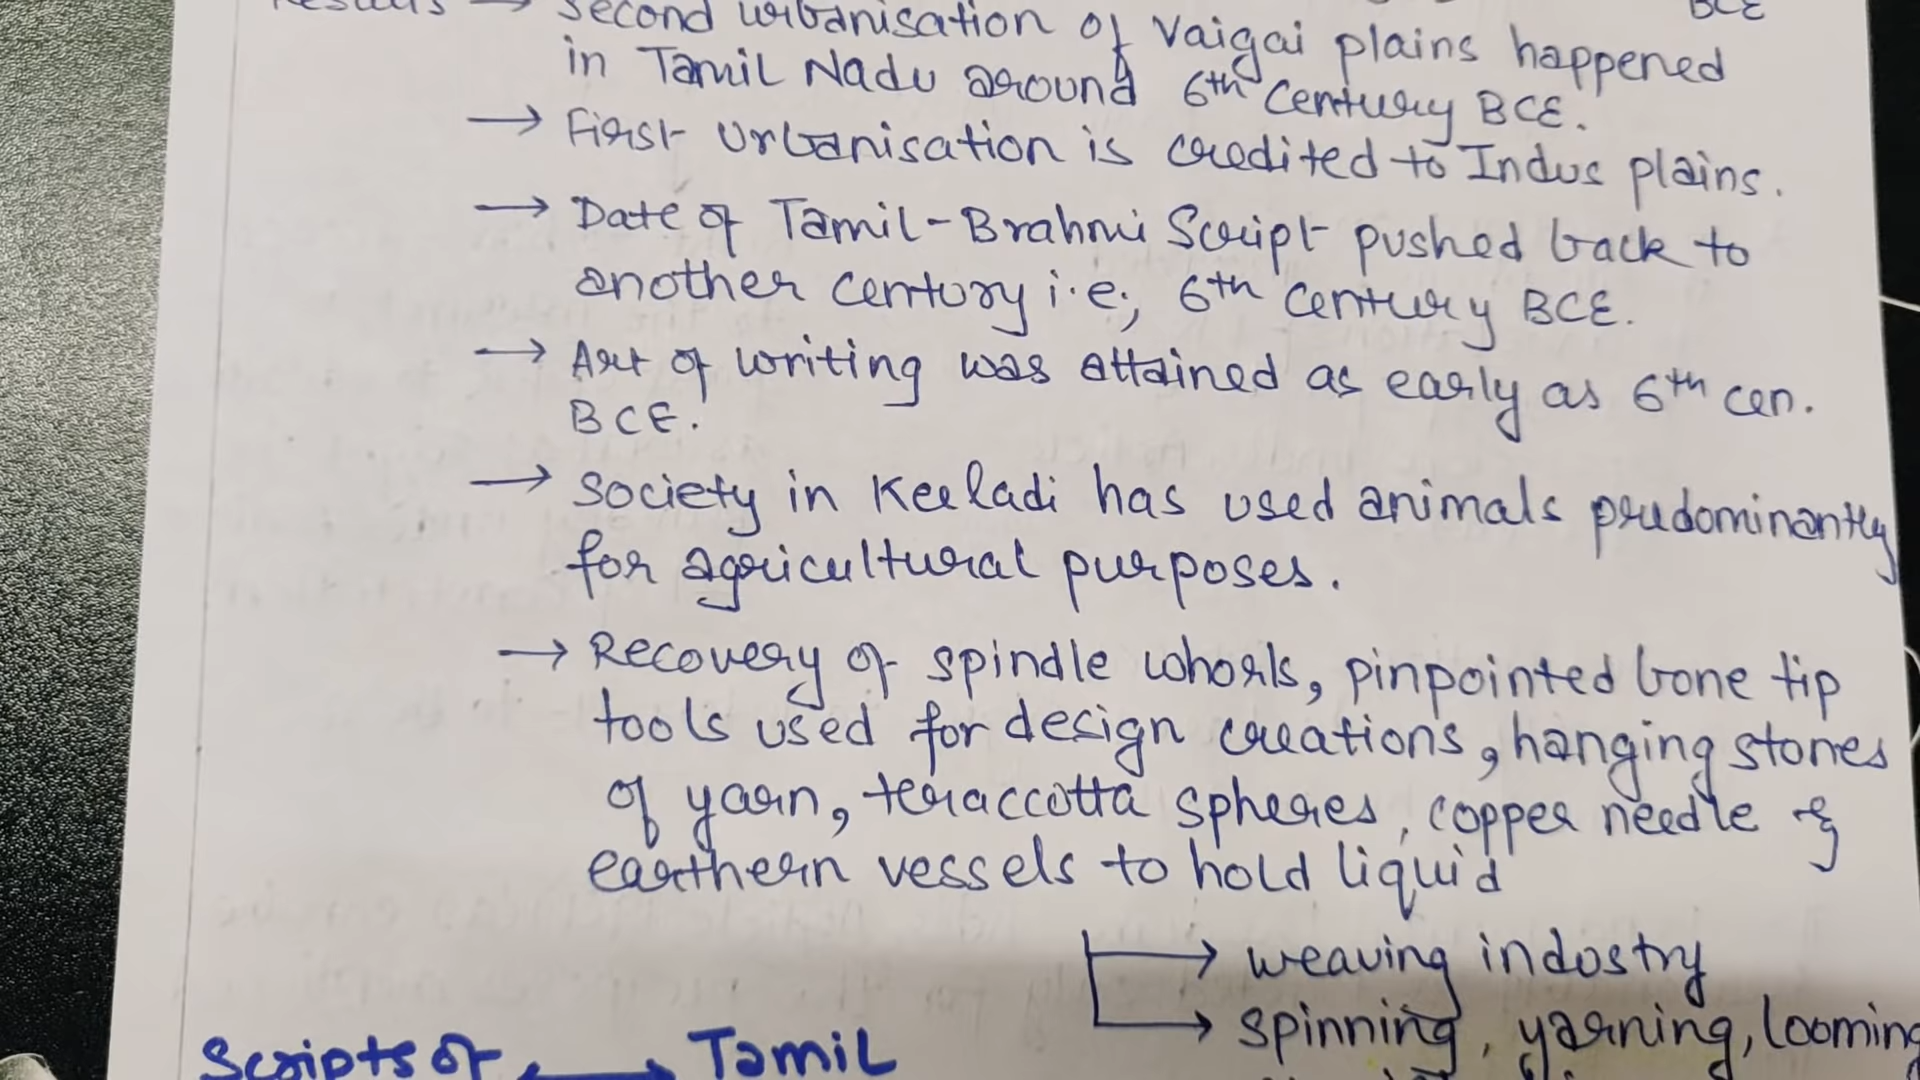 Results → Second urbanisation of Vaigai plains happened
BCE
in Tamil Nadu around 6th Century BCE.
→ First Urbanisation is credited to Indus plains.
→ Date of Tamil-Brahmi Script pushed back to
another century i.e; 6th Century BCE.
→ Art of writing was attained as early as 6th cen.
BCE.
→ Society in Keeladi has used animals predominantly
for agricultural purposes.
→ Recovery of spindle whorls, pinpointed bone tip
tools used for design creations, hanging stones
of yarn, teraccotta spheres, copper needle &
earthern vessels to hold liquid
→ weaving industry
→ spinning, yarning, looming
Scripts of → Tamil